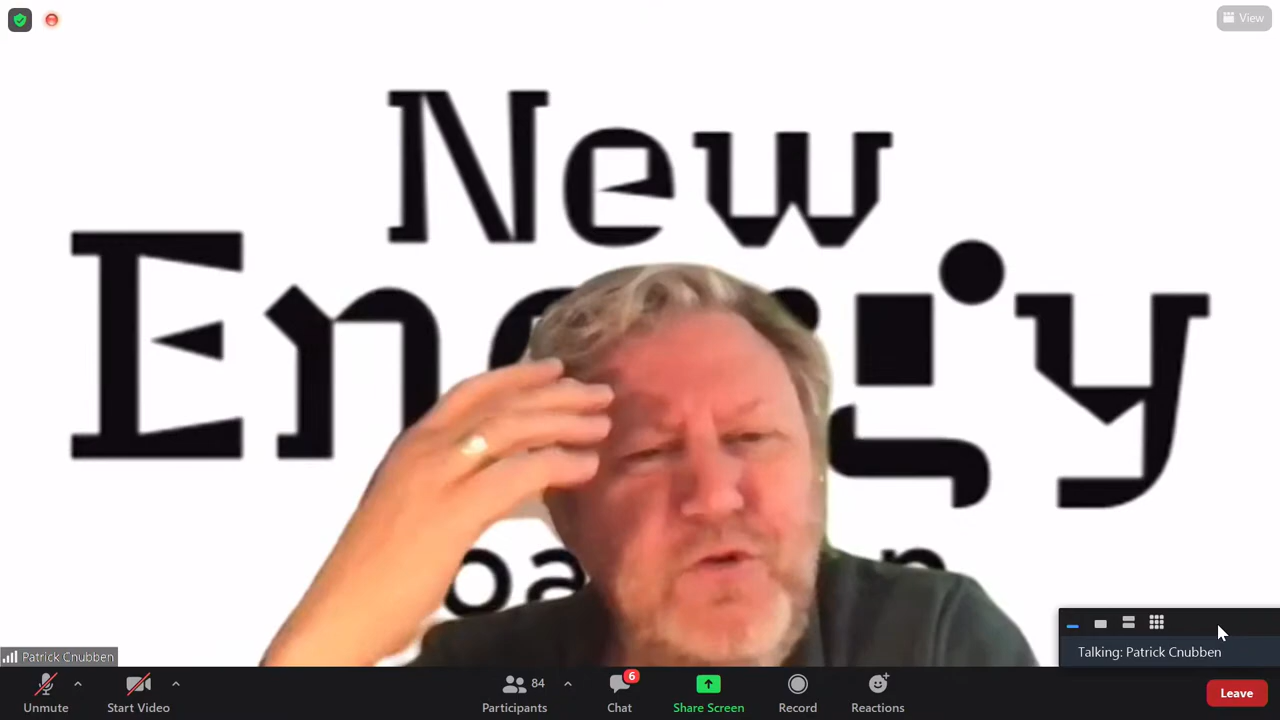 View
New
Energy
Patrick Cnubben
Talking: Patrick Cnubben
Unmute
Start Video
84
Participants
6
Chat
Share Screen
Record
Reactions
Leave